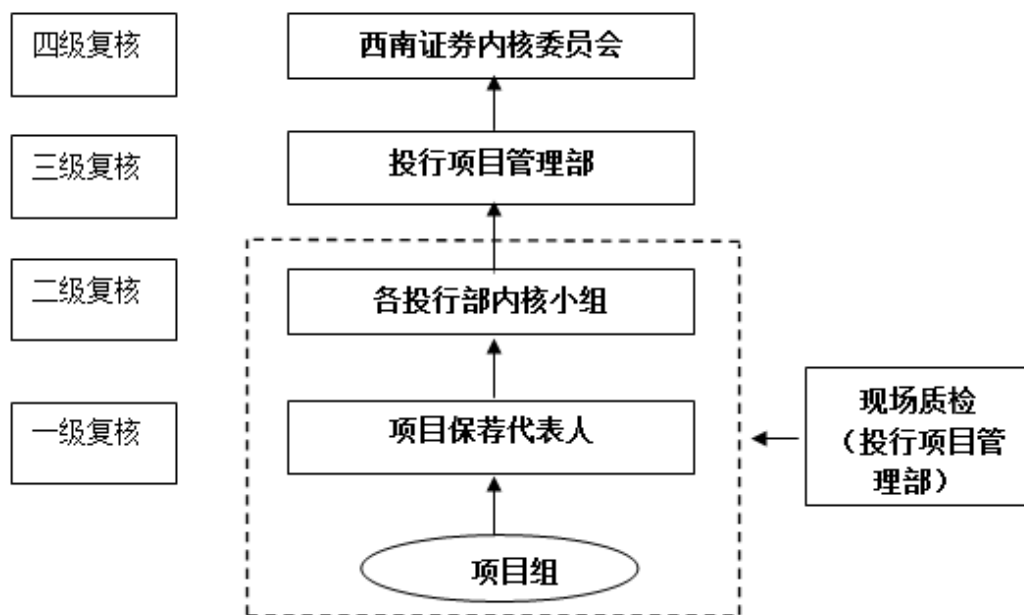 四级复核
西南证券内核委员会
三级复核
投行项目管理部
二级复核
各投行部内核小组
一级复核
项目保荐代表人
现场质检
（投行项目管
理部）
项目组